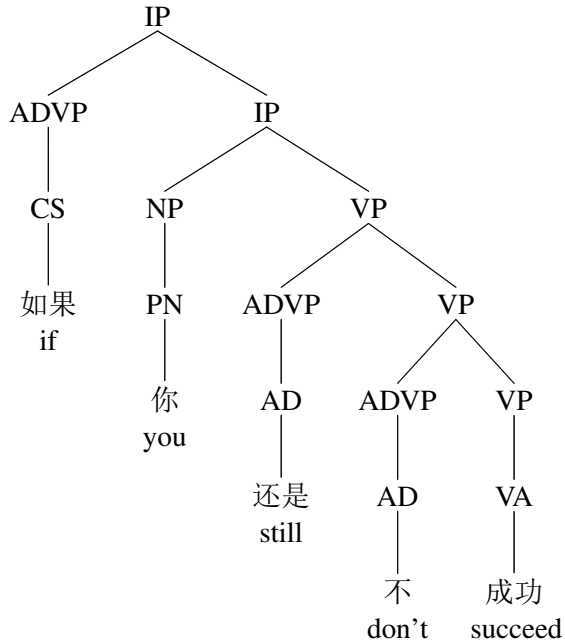 IP
ADVP IP
CS NP VP
如果 PN ADVP VP
if
你 AD ADVP VP
you
还是 AD VA
still
不 成功
don't succeed